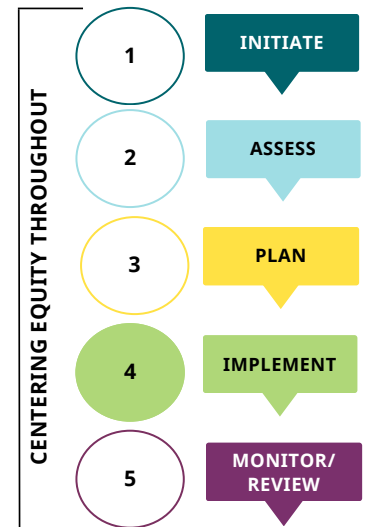 CENTERING EQUITY THROUGHOUT
1
INITIATE
2
ASSESS
3
PLAN
4
IMPLEMENT
5
MONITOR/
REVIEW